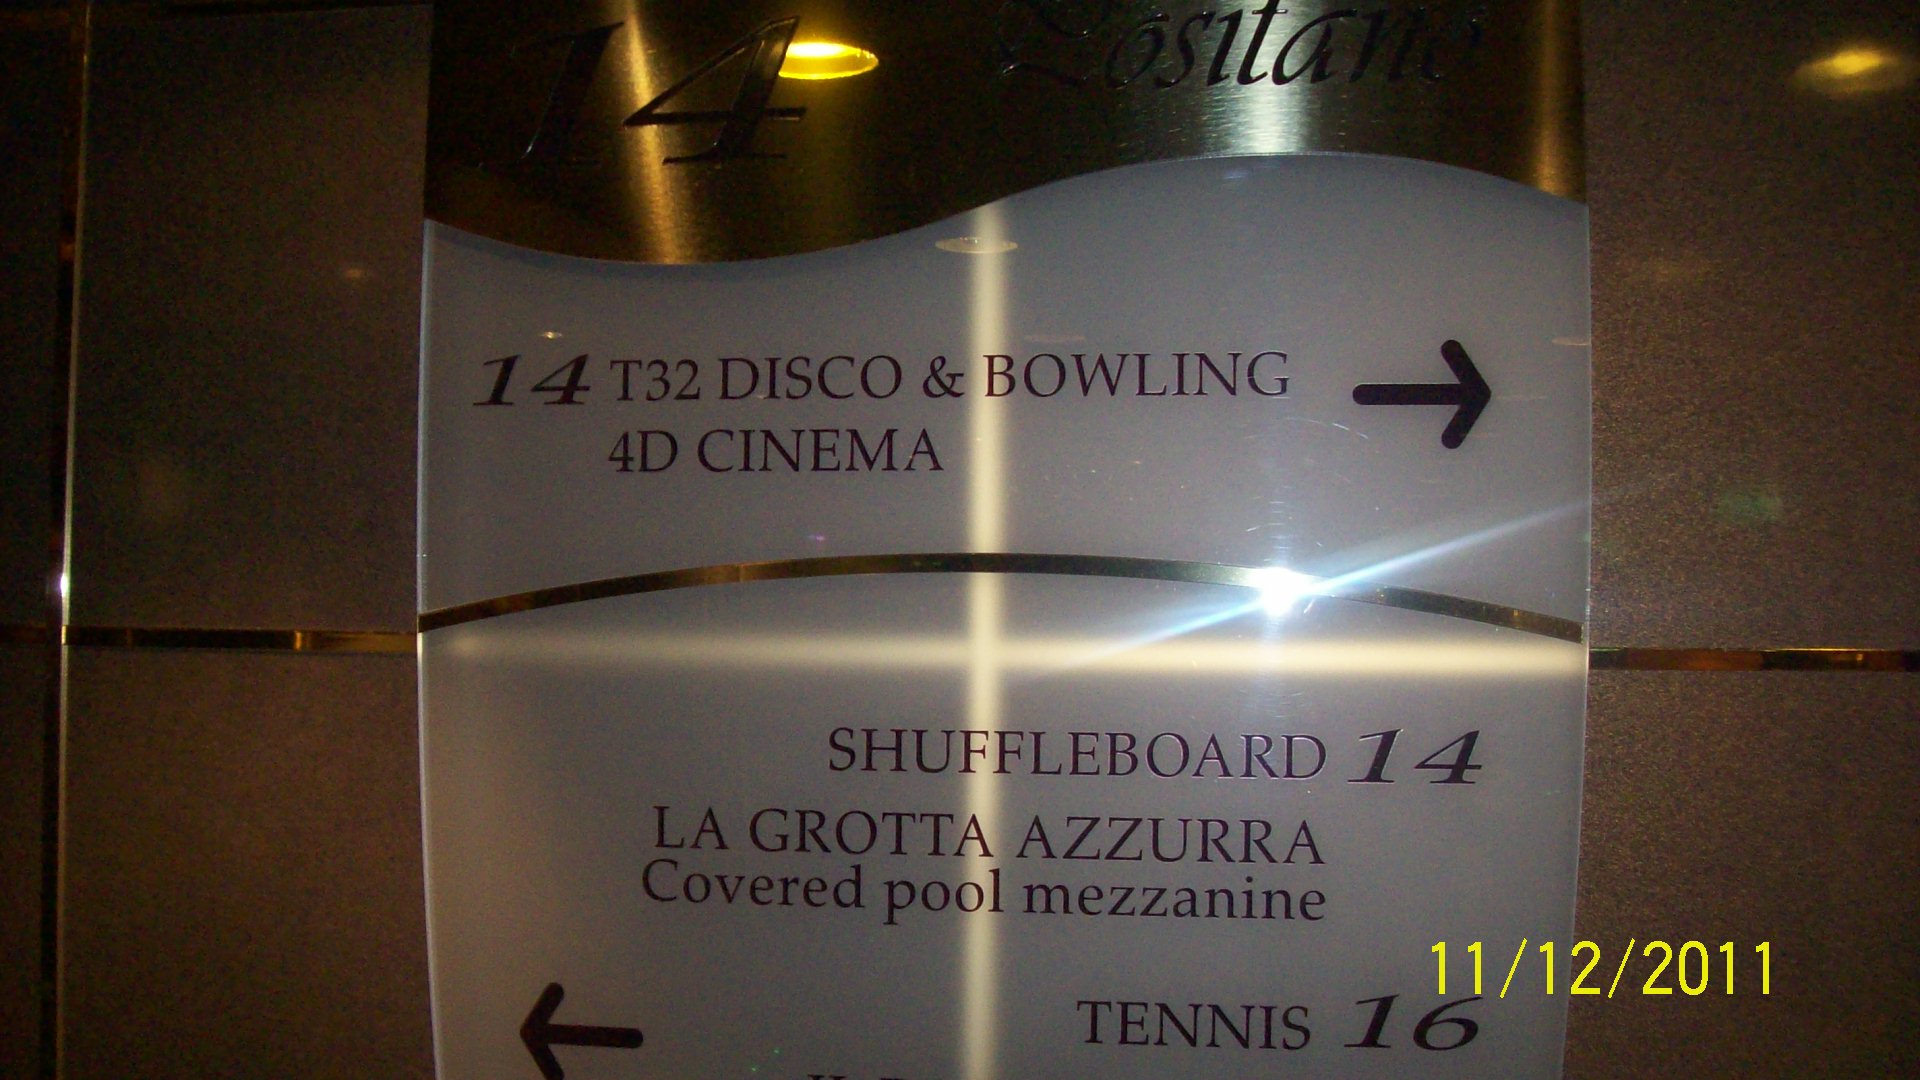 14 Positano
14 T32 DISCO & BOWLING →
4D CINEMA
SHUFFLEBOARD 14
LA GROTTA AZZURRA
Covered pool mezzanine
← TENNIS 16
11/12/2011